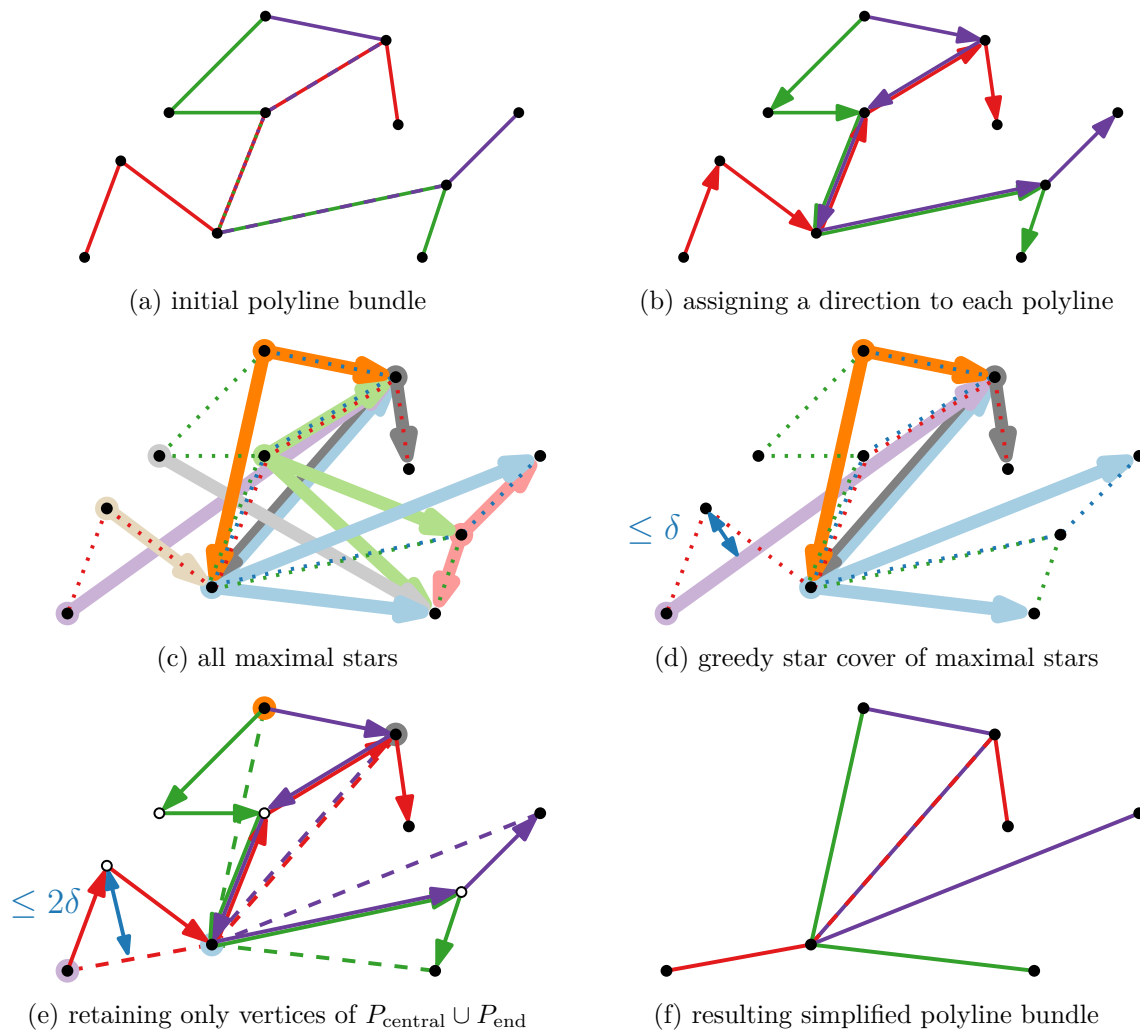 (a) initial polyline bundle
(b) assigning a direction to each polyline
≤ δ
(c) all maximal stars
(d) greedy star cover of maximal stars
≤ 2δ
(e) retaining only vertices of P_central ∪ P_end
(f) resulting simplified polyline bundle